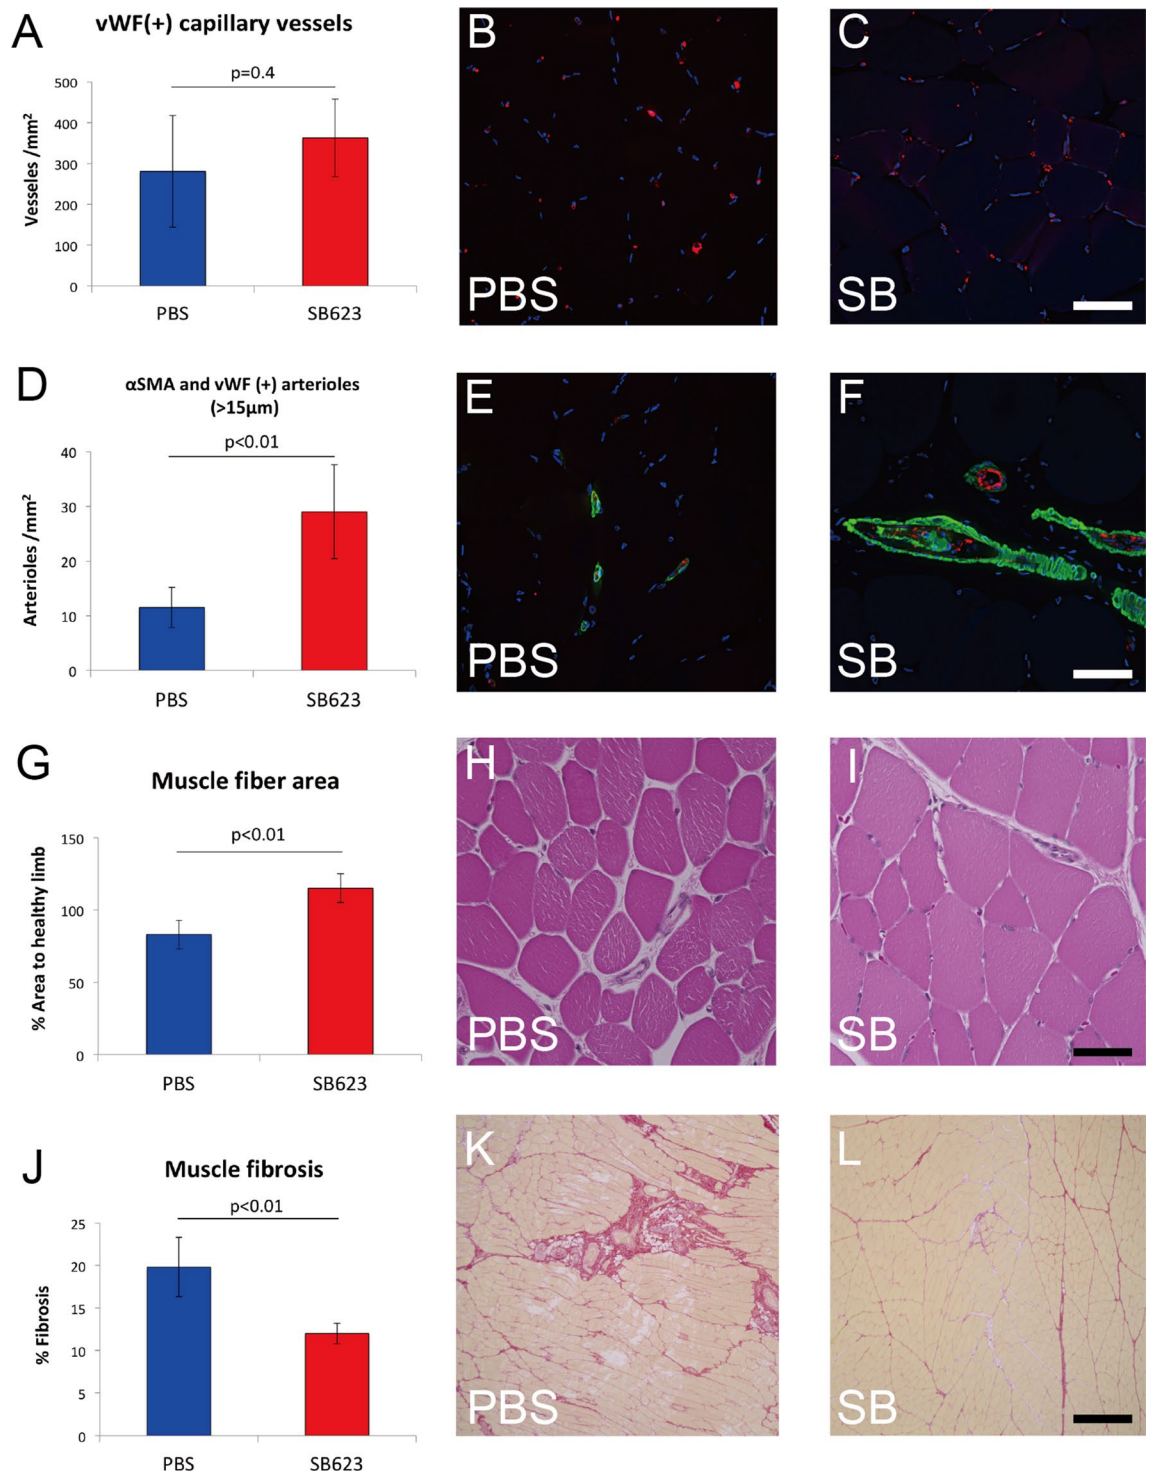 A
vWF(+) capillary vessels
p=0.4
500
400
300
200
100
0
Vesseles /mm²
PBS
SB623
B
PBS
C
SB
D
αSMA and vWF (+) arterioles
(>15µm)
p<0.01
40
30
20
10
0
Arterioles /mm²
PBS
SB623
E
PBS
F
SB
G
Muscle fiber area
p<0.01
150
100
50
0
% Area to healthy limb
PBS
SB623
H
PBS
I
SB
J
Muscle fibrosis
p<0.01
25
20
15
10
5
0
% Fibrosis
PBS
SB623
K
PBS
L
SB